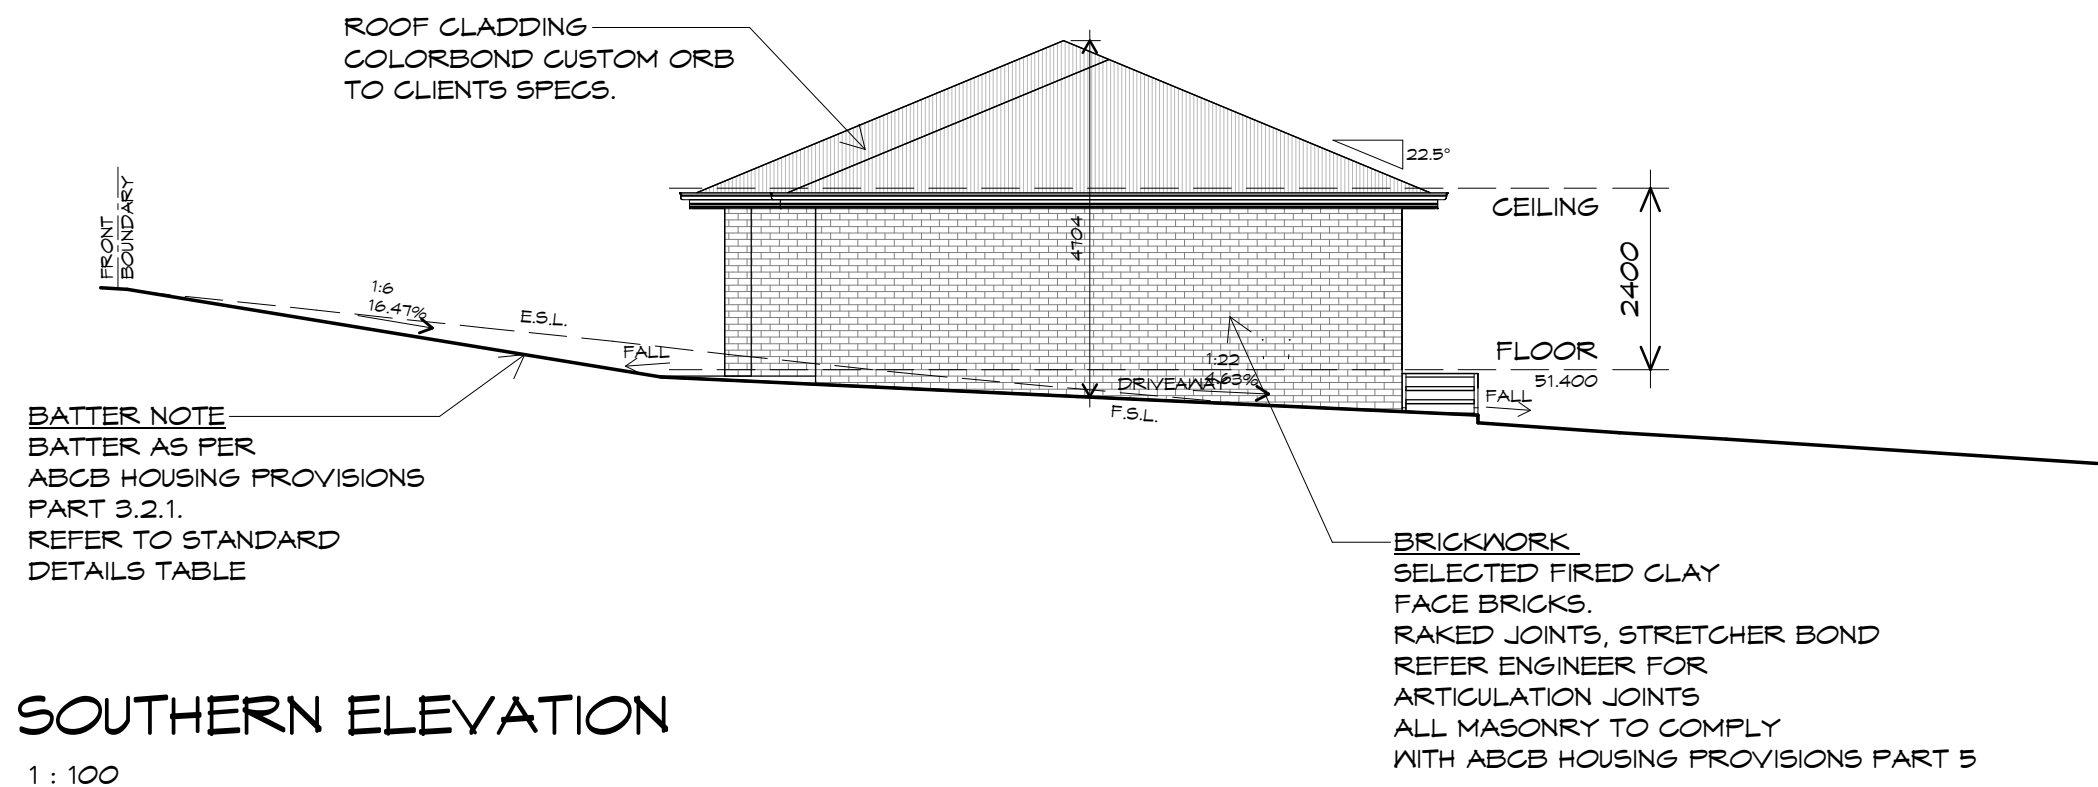 ROOF CLADDING
COLORBOND CUSTOM ORB
TO CLIENTS SPECS.
22.5°
FRONT
BOUNDARY
CEILING
4704
2400
1:6
16.47%
E.S.L.
FALL
1:22
4.63%
DRIVEAWAY
F.S.L.
FLOOR
51.400
FALL
BATTER NOTE
BATTER AS PER
ABCB HOUSING PROVISIONS
PART 3.2.1.
REFER TO STANDARD
DETAILS TABLE
BRICKWORK
SELECTED FIRED CLAY
FACE BRICKS.
RAKED JOINTS, STRETCHER BOND
REFER ENGINEER FOR
ARTICULATION JOINTS
ALL MASONRY TO COMPLY
WITH ABCB HOUSING PROVISIONS PART 5
SOUTHERN ELEVATION
1 : 100